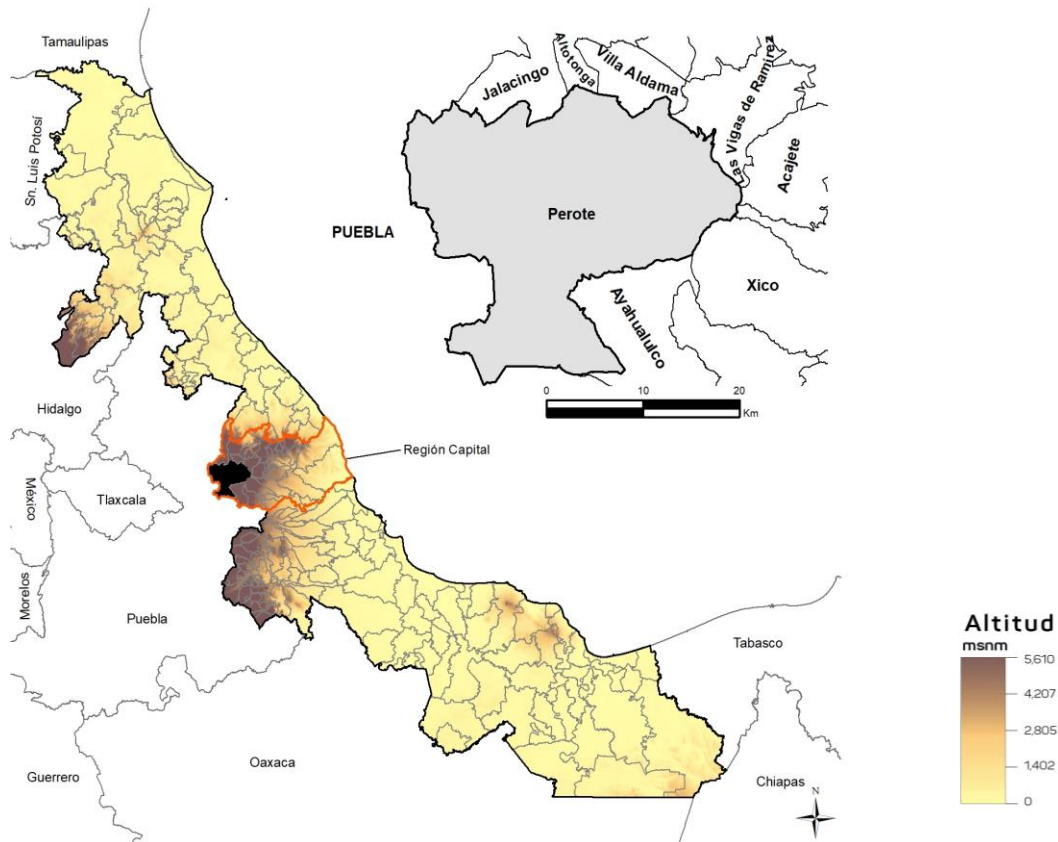 Tamaulipas
Sn. Luis Potosí
Hidalgo
México
Tlaxcala
Morelos
Puebla
Guerrero
Oaxaca
Región Capital
Tabasco
Chiapas
Jalacingo
Altotonga
Villa Aldama
Las Vigas de Ramírez
Acajete
PUEBLA
Perote
Xico
Ayahualulco
0 10 20
Km
Altitud
msnm
5,610
4,207
2,805
1402
0
N